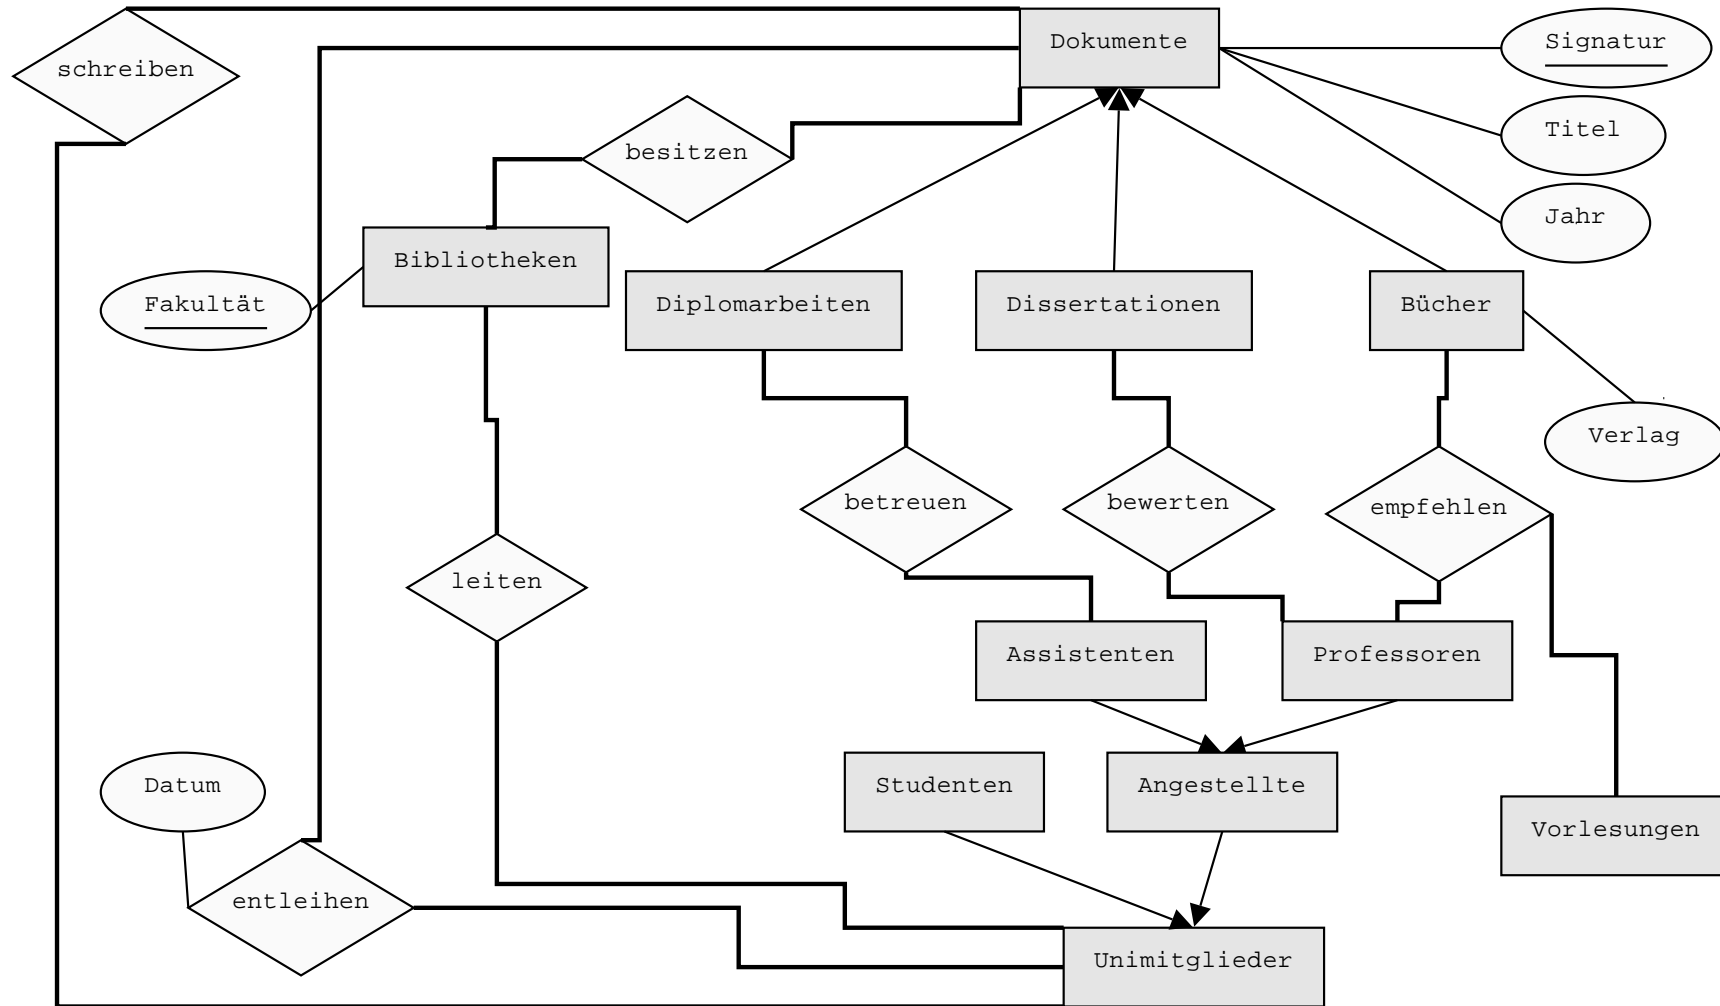 Dokumente
Signatur
schreiben
Titel
besitzen
Jahr
Bibliotheken
Fakultät
Diplomarbeiten
Dissertationen
Bücher
Verlag
betreuen
bewerten
empfehlen
leiten
Assistenten
Professoren
Datum
Studenten
Angestellte
Vorlesungen
entleihen
Unimitglieder